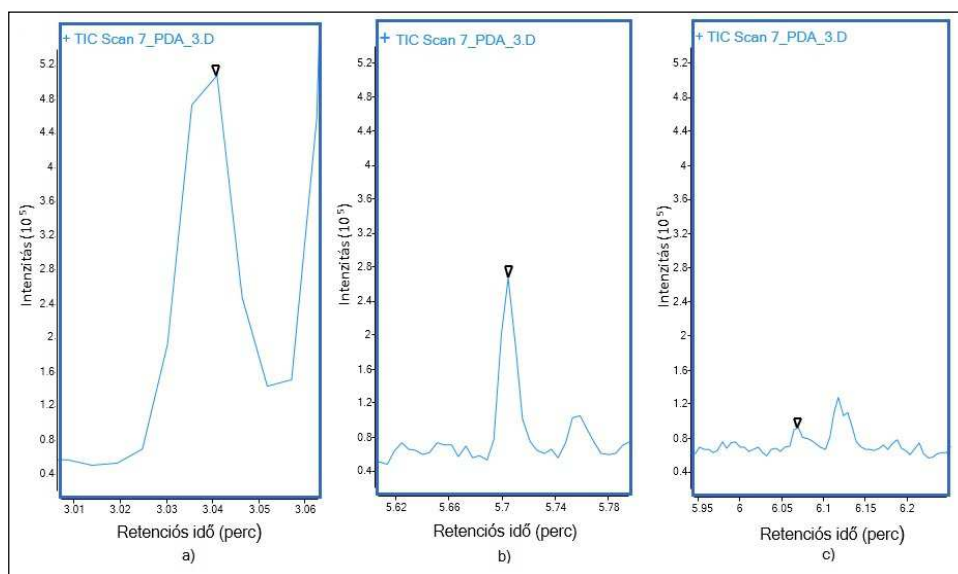 + TIC Scan 7_PDA_3.D
5.2
4.8
4.4
4
3.6
3.2
2.8
2.4
2
1.6
1.2
0.8
0.4
Intenzitás (10 5)
3.01 3.02 3.03 3.04 3.05 3.06
Retenciós idő (perc)
a)
+ TIC Scan 7_PDA_3.D
5.2
4.8
4.4
4
3.6
3.2
2.8
2.4
2
1.6
1.2
0.8
0.4
Intenzitás (10 5)
5.62 5.66 5.7 5.74 5.78
Retenciós idő (perc)
b)
+ TIC Scan 7_PDA_3.D
5.2
4.8
4.4
4
3.6
3.2
2.8
2.4
2
1.6
1.2
0.8
0.4
Intenzitás (10 5)
5.95 6 6.05 6.1 6.15 6.2
Retenciós idő (perc)
c)